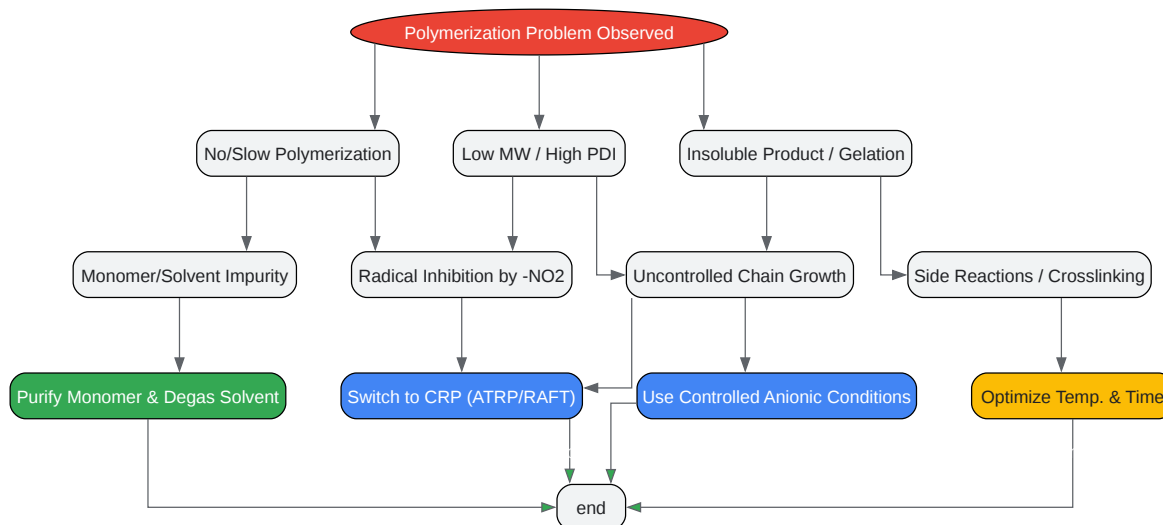 Polymerization Problem Observed
No/Slow Polymerization
Low MW / High PDI
Insoluble Product / Gelation
Monomer/Solvent Impurity
Radical Inhibition by -NO2
Uncontrolled Chain Growth
Side Reactions / Crosslinking
Purify Monomer & Degas Solvent
Switch to CRP (ATRP/RAFT)
Use Controlled Anionic Conditions
Optimize Temp. & Time
end